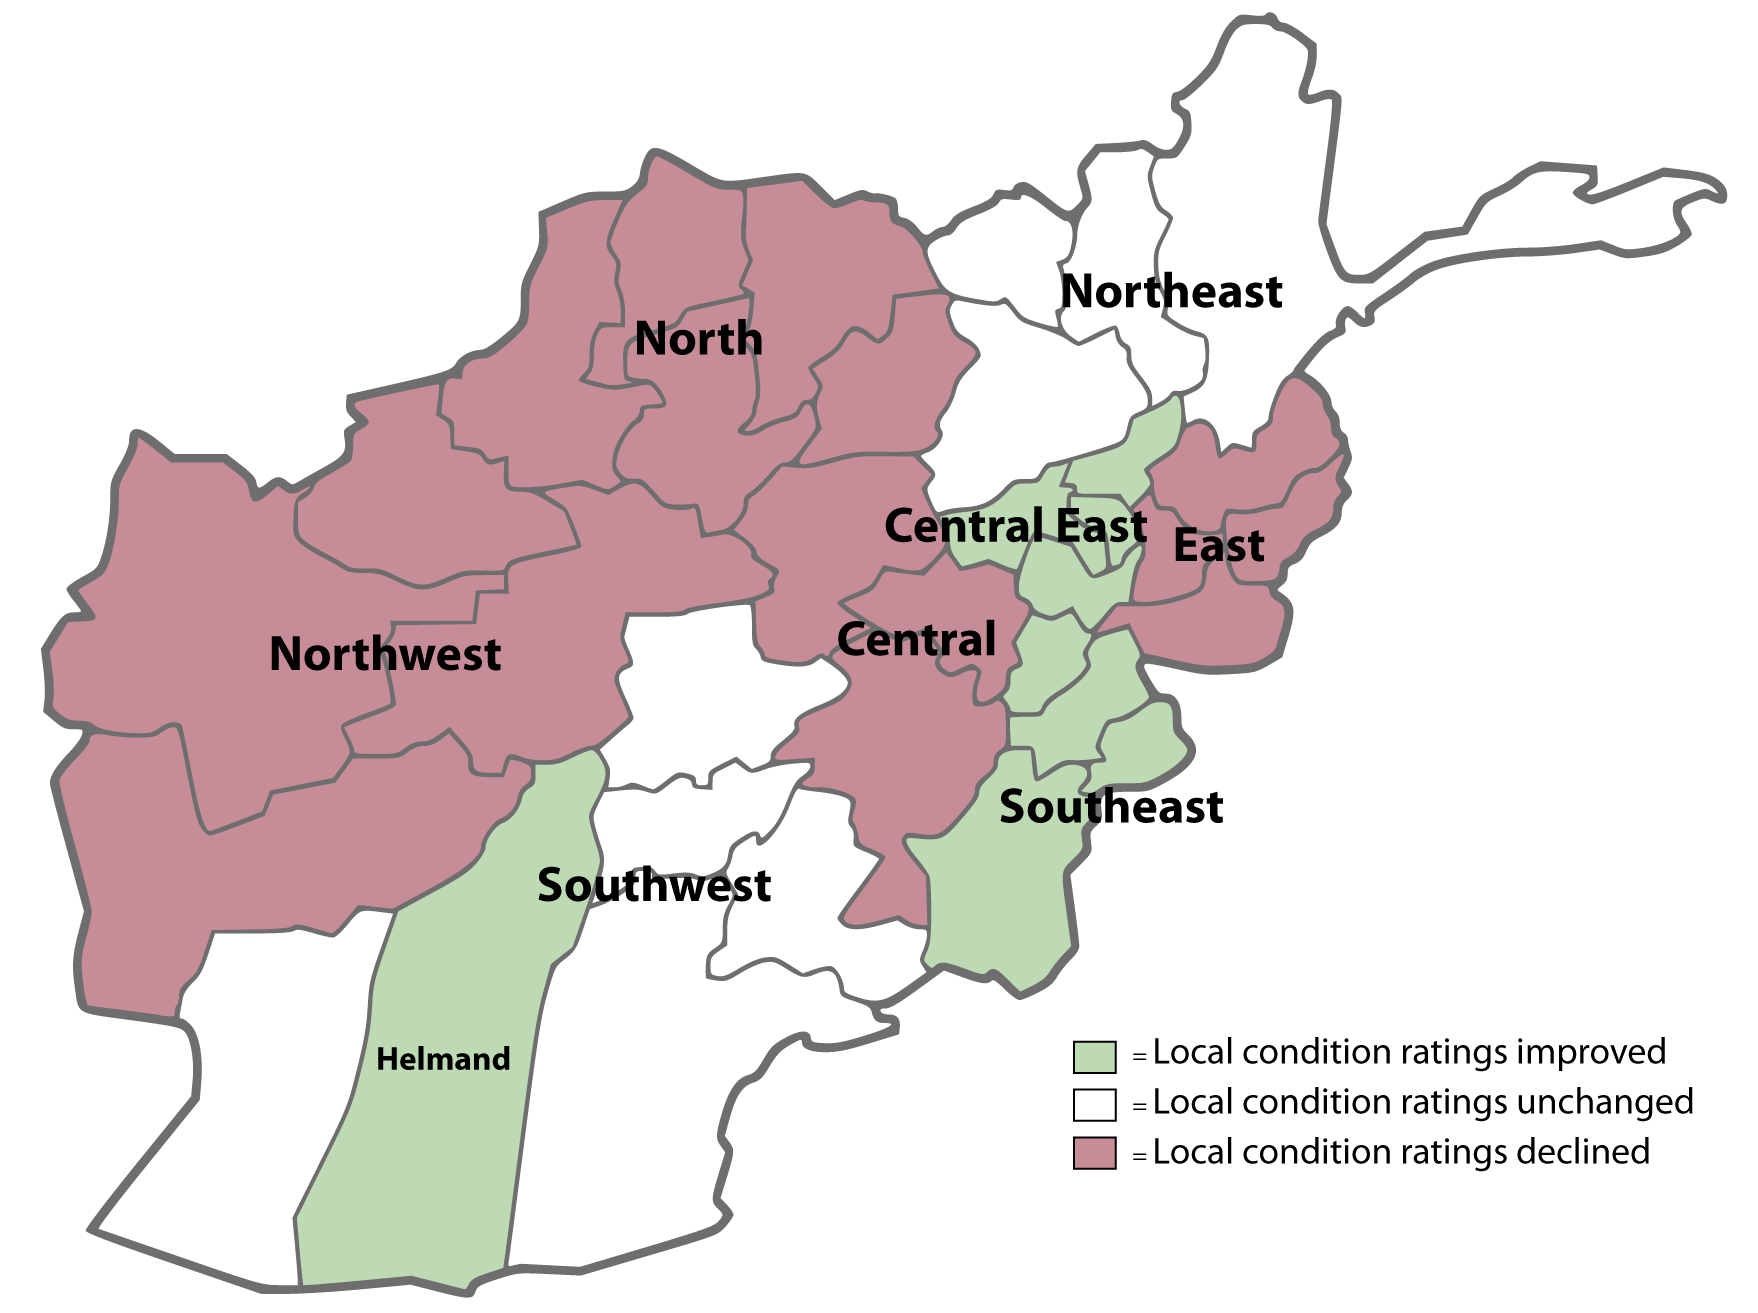 Northeast
North
Central East
East
Central
Northwest
Southeast
Southwest
Helmand
= Local condition ratings improved
= Local condition ratings unchanged
= Local condition ratings declined